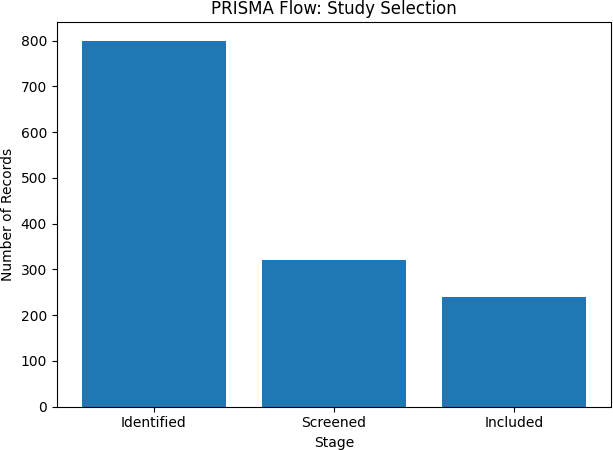 PRISMA Flow: Study Selection
Number of Records
800
700
600
500
400
300
200
100
0
Identified
Screened
Included
Stage